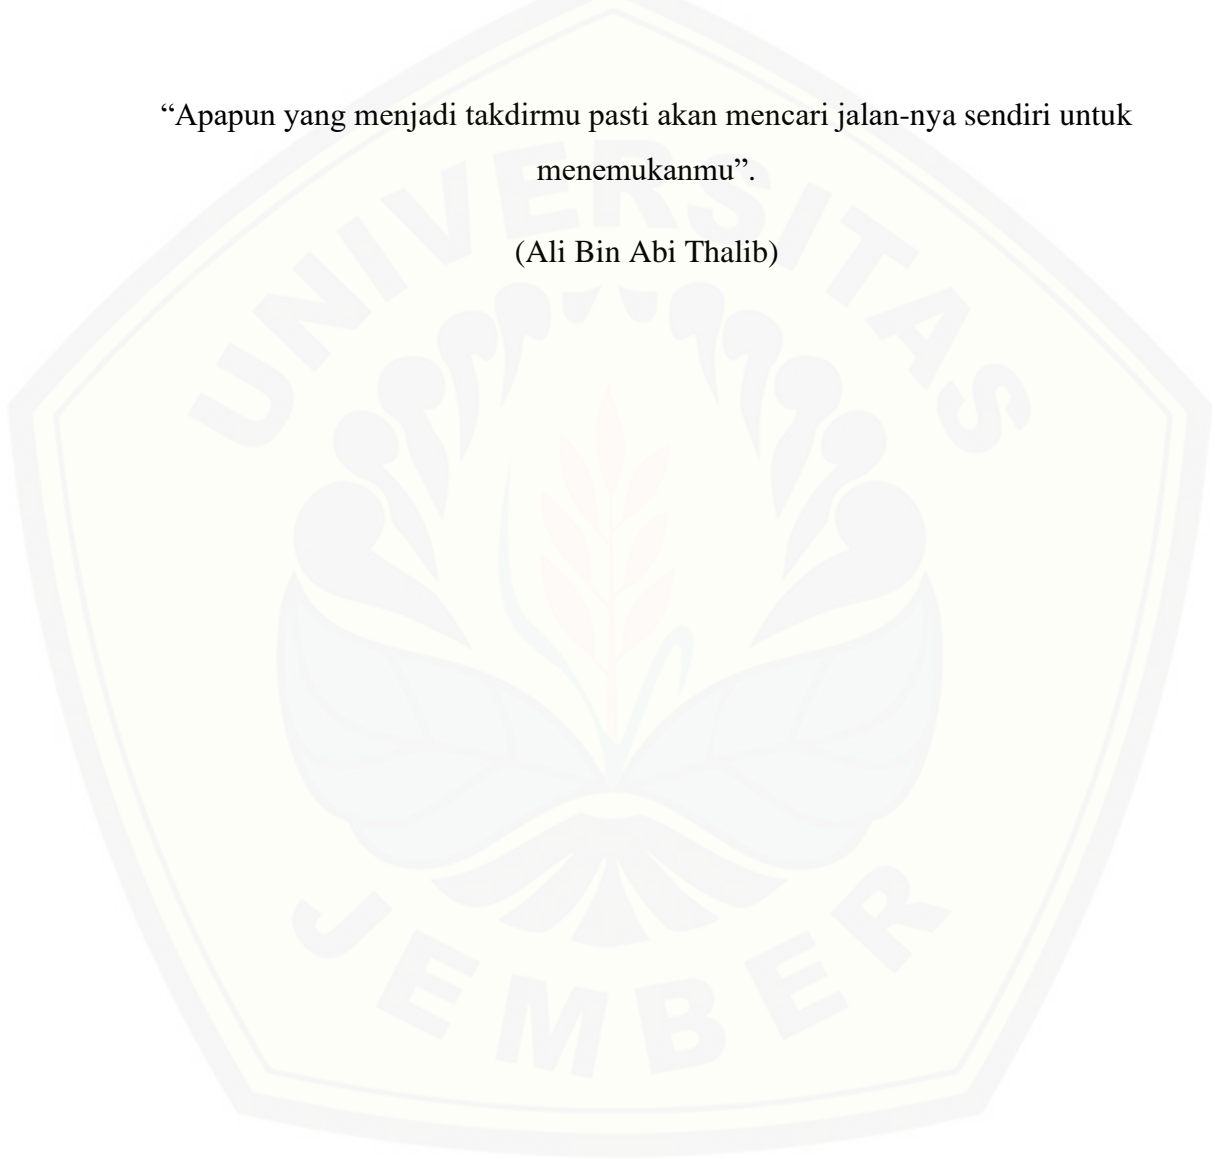 “Apapun yang menjadi takdirmu pasti akan mencari jalan-nya sendiri untuk
menemukanmu”.
(Ali Bin Abi Thalib)
UNIVERSITAS
JEMBER